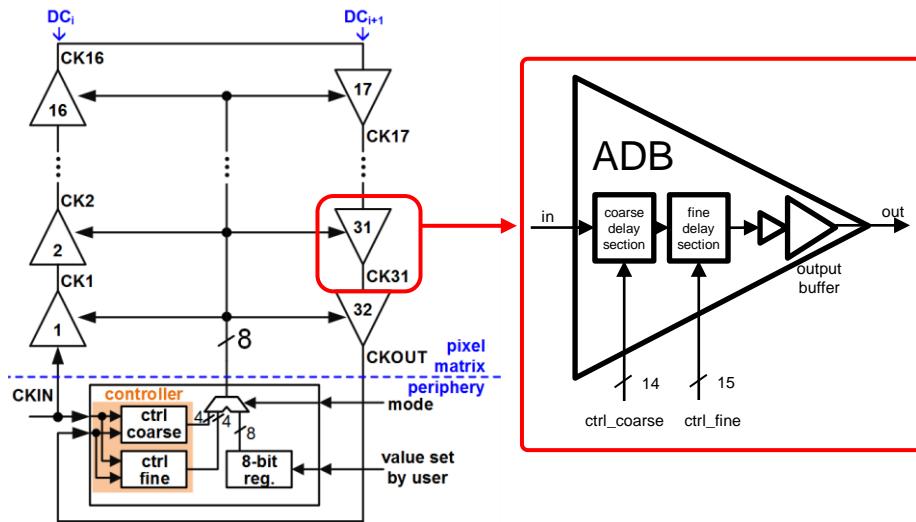 DCi
DCi+1
CK16
16
17
CK17
CK2
2
31
CK1
CK31
1
32
8
CKOUT
pixel
matrix
periphery
CKIN
controller
ctrl
coarse
4
4
mode
8
ctrl
fine
8-bit
reg.
value set
by user
ADB
in
coarse
delay
section
fine
delay
section
out
output
buffer
14
15
ctrl_coarse
ctrl_fine